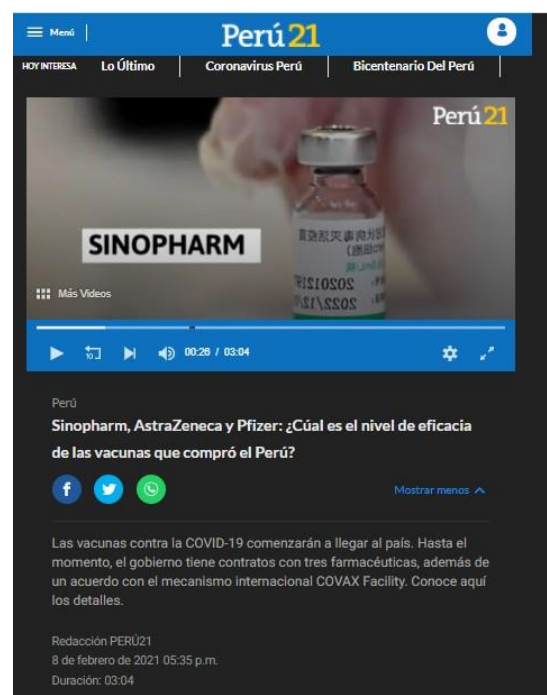 Menú
Perú21
HOY INTERESA Lo Último Coronavirus Perú Bicentenario Del Perú
Perú21
SINOPHARM
Más Videos
10 00:26 / 03:04
Perú
Sinopharm, AstraZeneca y Pfizer: ¿Cúal es el nivel de eficacia
de las vacunas que compró el Perú?
Mostrar menos
Las vacunas contra la COVID-19 comenzarán a llegar al país. Hasta el
momento, el gobierno tiene contratos con tres farmacéuticas, además de
un acuerdo con el mecanismo internacional COVAX Facility. Conoce aquí
los detalles.
Redacción PERÚ21
8 de febrero de 2021 05:35 p.m.
Duración: 03:04